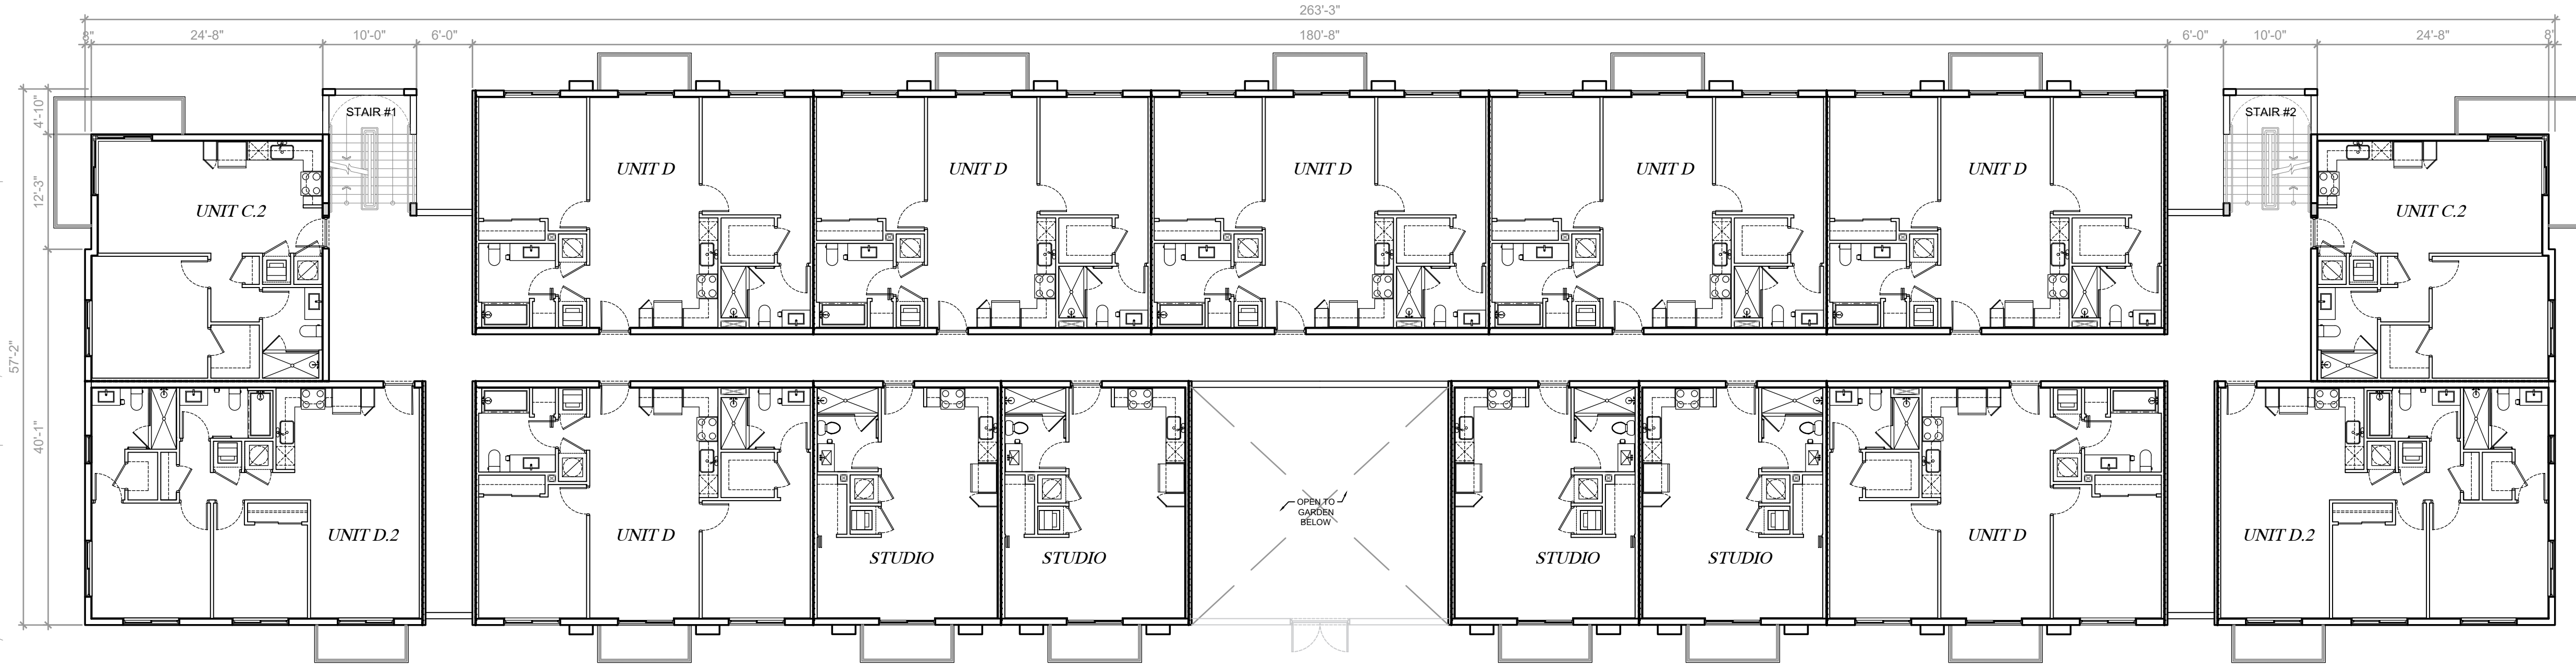 263'-3"
8" 24'-8" 10'-0" 6'-0" 180'-8" 6'-0" 10'-0" 24'-8" 8"
4'-10"
12'-3"
57'-2"
40'-1"
STAIR #1
STAIR #2
UNIT D UNIT D UNIT D UNIT D UNIT D
UNIT C.2 UNIT C.2
OPEN TO
GARDEN
BELOW
UNIT D.2 UNIT D UNIT D UNIT D.2
STUDIO STUDIO STUDIO STUDIO